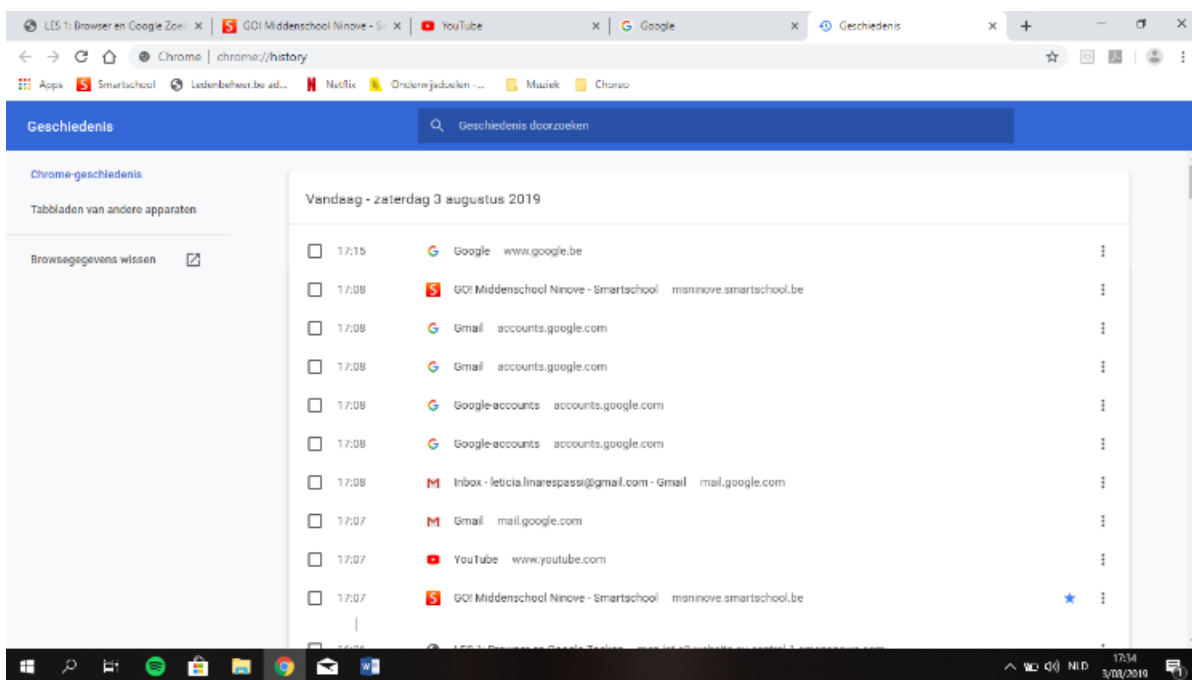 LES 1: Browser en Google Zoek
GO! Middenschool Ninove - S
YouTube
Google
Geschiedenis
Chrome | chrome://history
Apps
Smartschool
Ledenbeheer.be ad...
Netflix
Onderwijsdoelen -...
Muziek
Choreo
Geschiedenis
Geschiedenis doorzoeken
Chrome-geschiedenis
Tabbladen van andere apparaten
Browsegegevens wissen
Vandaag - zaterdag 3 augustus 2019
17:15 Google www.google.be
17:08 GO! Middenschool Ninove - Smartschool msninove.smartschool.be
17:08 Gmail accounts.google.com
17:08 Gmail accounts.google.com
17:08 Google-accounts accounts.google.com
17:08 Google-accounts accounts.google.com
17:08 Inbox - leticia.linarespassi@gmail.com - Gmail mail.google.com
17:07 Gmail mail.google.com
17:07 YouTube www.youtube.com
17:07 GO! Middenschool Ninove - Smartschool msninove.smartschool.be
NLD
17:34
3/08/2019